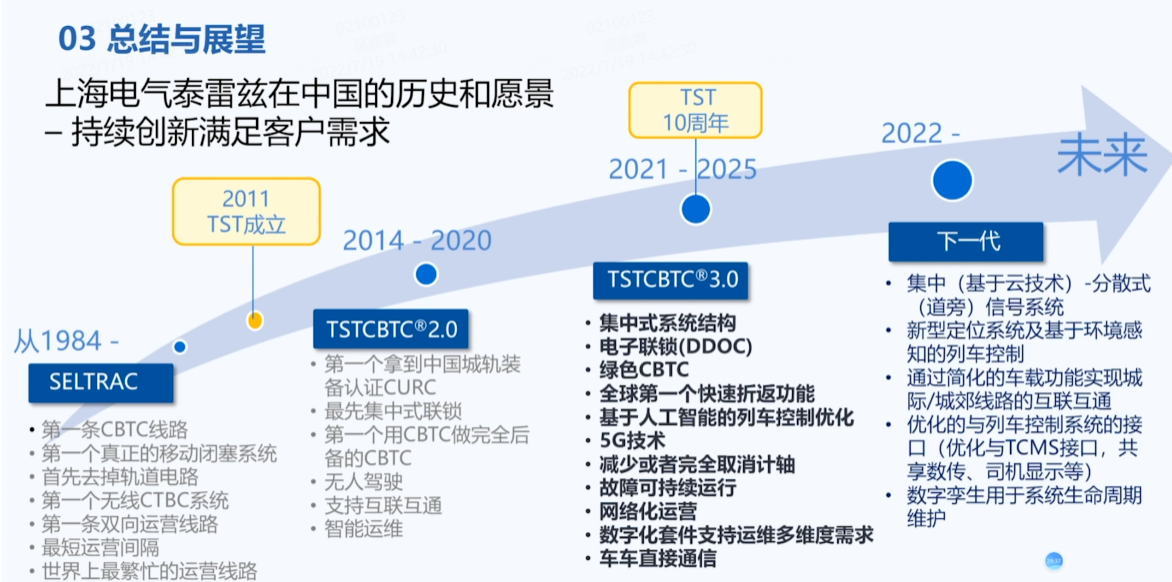 03 总结与展望
上海电气泰雷兹在中国的历史和愿景
– 持续创新满足客户需求
从1984 -
SELTRAC
• 第一条CBTC线路
• 第一个真正的移动闭塞系统
• 首先去掉轨道电路
• 第一个无线CTBC系统
• 第一条双向运营线路
• 最短运营间隔
• 世界上最繁忙的运营线路
2011
TST成立
2014 - 2020
TSTCBTC®2.0
• 第一个拿到中国城轨装
备认证CURC
• 最先集中式联锁
• 第一个用CBTC做完全后
备的CBTC
• 无人驾驶
• 支持互联互通
• 智能运维
TST
10周年
2021 - 2025
TSTCBTC®3.0
• 集中式系统结构
• 电子联锁(DDOC)
• 绿色CBTC
• 全球第一个快速折返功能
• 基于人工智能的列车控制优化
• 5G技术
• 减少或者完全取消计轴
• 故障可持续运行
• 网络化运营
• 数字化套件支持运维多维度需求
• 车车直接通信
2022 -
未来
下一代
• 集中（基于云技术）-分散式
（道旁）信号系统
• 新型定位系统及基于环境感
知的列车控制
• 通过简化的车载功能实现城
际/城郊线路的互联互通
• 优化的与列车控制系统的接
口（优化与TCMS接口，共
享数传、司机显示等）
• 数字孪生用于系统生命周期
维护